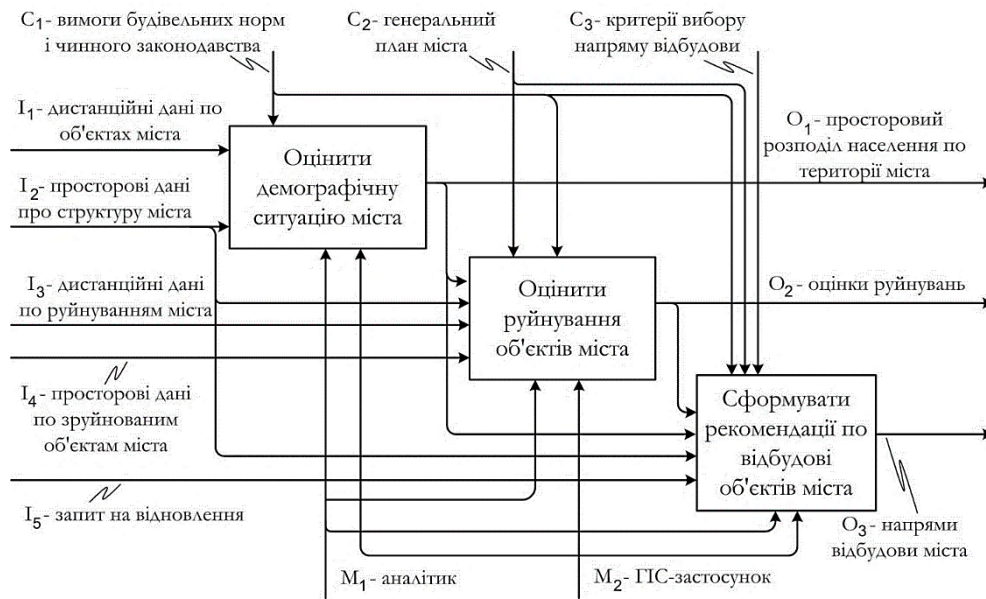 C1- вимоги будівельних норм
і чинного законодавства
C2- генеральний
план міста
C3- критерії вибору
напряму відбудови
I1- дистанційні дані по
об'єктах міста
Оцінити
демографічну
ситуацію міста
O1- просторовий
розподіл населення по
території міста
I2- просторові дані
про структуру міста
I3- дистанційні дані
по руйнуванням міста
Оцінити
руйнування
об'єктів міста
O2- оцінки руйнувань
I4- просторові дані
по зруйнованим
об'єктам міста
Сформувати
рекомендації по
відбудові
об'єктів міста
I5- запит на відновлення
O3- напрями
відбудови міста
M1- аналітик
M2- ГІС-застосунок